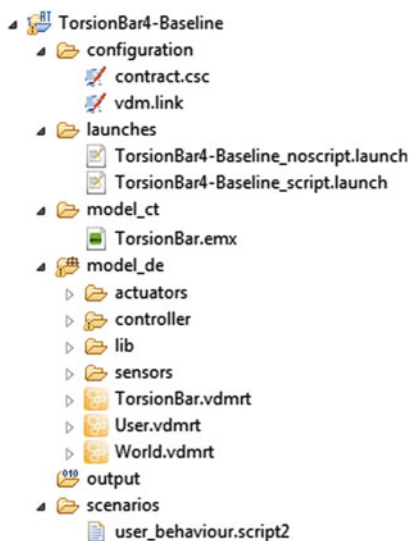 TorsionBar4-Baseline
configuration
contract.csc
vdm.link
launches
TorsionBar4-Baseline_noscript.launch
TorsionBar4-Baseline_script.launch
model_ct
TorsionBar.emx
model_de
actuators
controller
lib
sensors
TorsionBar.vdmrt
User.vdmrt
World.vdmrt
output
scenarios
user_behaviour.script2